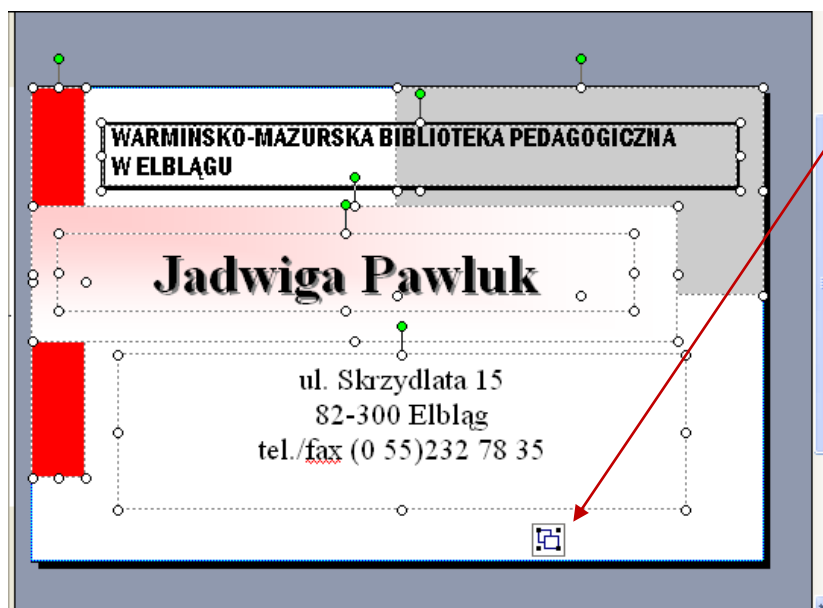 WARMIŃSKO-MAZURSKA BIBLIOTEKA PEDAGOGICZNA
W ELBLĄGU
Jadwiga Pawluk
ul. Skrzydlata 15
82-300 Elbląg
tel./fax (0 55)232 78 35